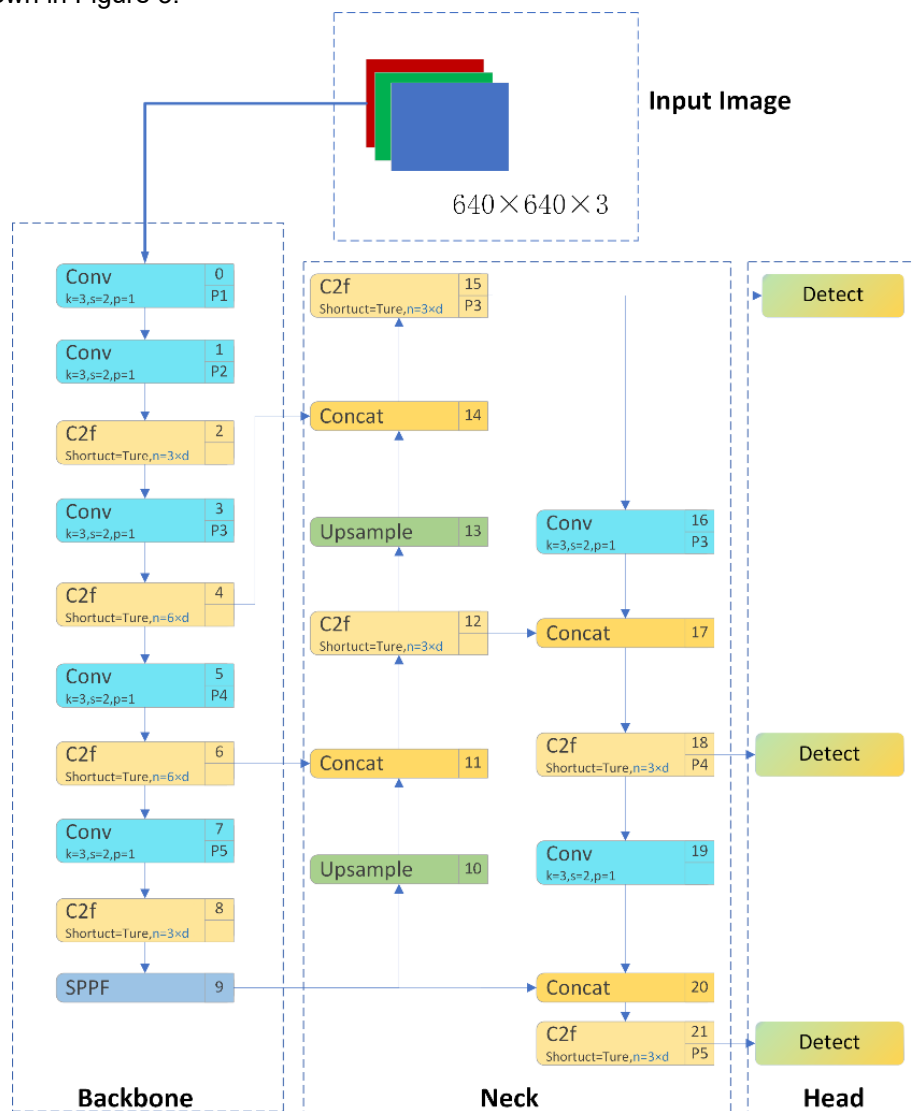 own in Figure 3.
Input Image
640×640×3
Conv 0
k=3,s=2,p=1 P1
Conv 1
k=3,s=2,p=1 P2
C2f 2
Shortuct=Ture,n=3×d
Conv 3
k=3,s=2,p=1 P3
C2f 4
Shortuct=Ture,n=6×d
Conv 5
k=3,s=2,p=1 P4
C2f 6
Shortuct=Ture,n=6×d
Conv 7
k=3,s=2,p=1 P5
C2f 8
Shortuct=Ture,n=3×d
SPPF 9
Backbone
C2f 15
Shortuct=Ture,n=3×d P3
Concat 14
Upsample 13
C2f 12
Shortuct=Ture,n=3×d
Concat 11
Upsample 10
Conv 16
k=3,s=2,p=1 P3
Concat 17
C2f 18
Shortuct=Ture,n=3×d P4
Conv 19
k=3,s=2,p=1
Concat 20
C2f 21
Shortuct=Ture,n=3×d P5
Neck
Detect
Detect
Detect
Head